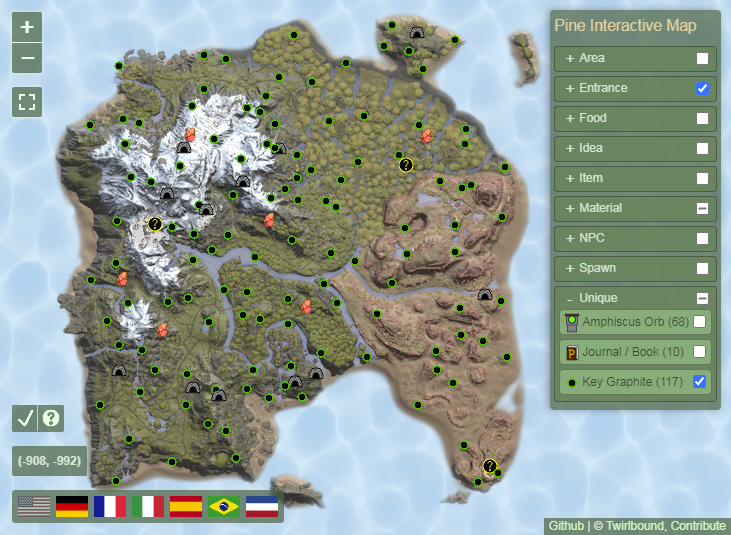 +
−
Pine Interactive Map
+ Area
+ Entrance
+ Food
+ Idea
+ Item
+ Material
+ NPC
+ Spawn
- Unique
Amphiscus Orb (68)
Journal / Book (10)
Key Graphite (117)
(-908, -992)
Github | © Twirlbound, Contribute